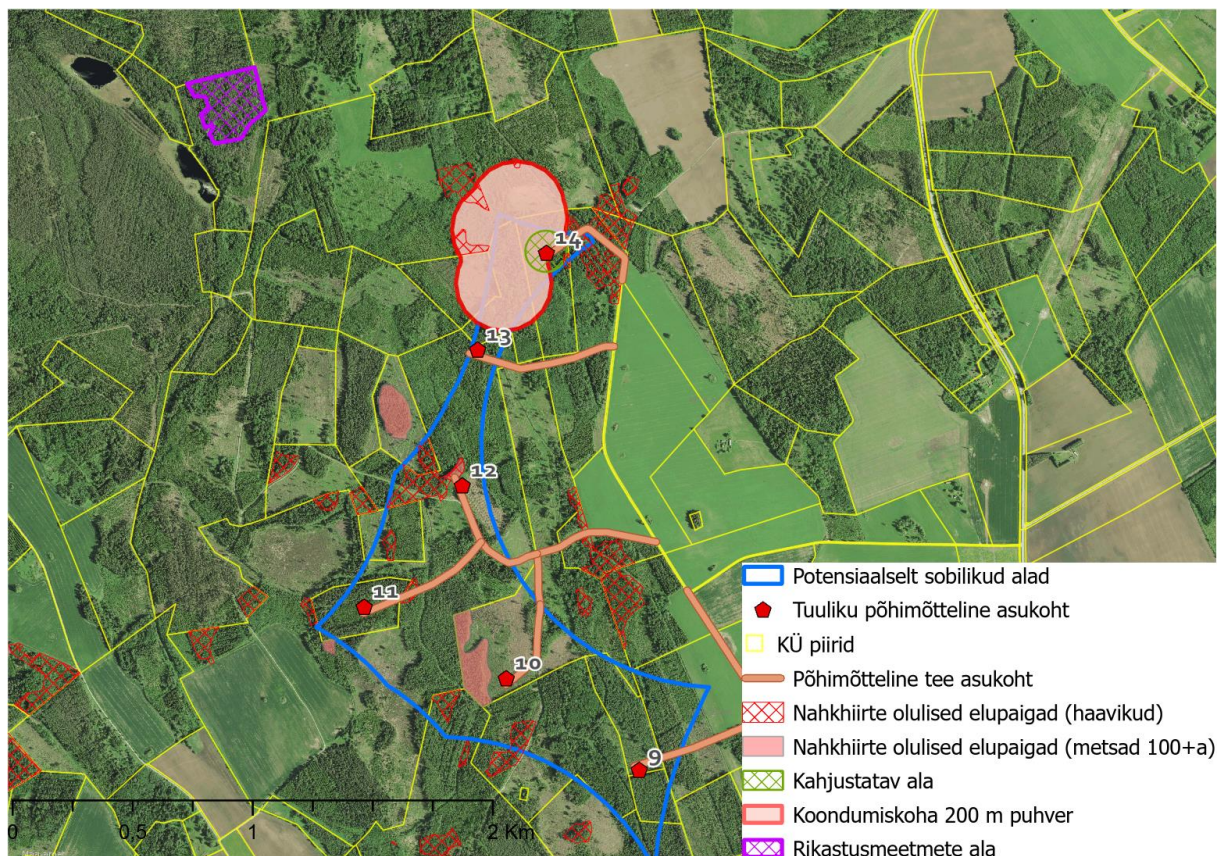 14
13
12
11
10
9
Potensiaalselt sobilikud alad
Tuuliku põhimõtteline asukoht
KÜ piirid
Põhimõtteline tee asukoht
Nahkhiirte olulised elupaigad (haavikud)
Nahkhiirte olulised elupaigad (metsad 100+a)
Kahjustatav ala
Koondumiskoha 200 m puhver
Rikastusmeetmete ala
0 0,5 1 2 Km